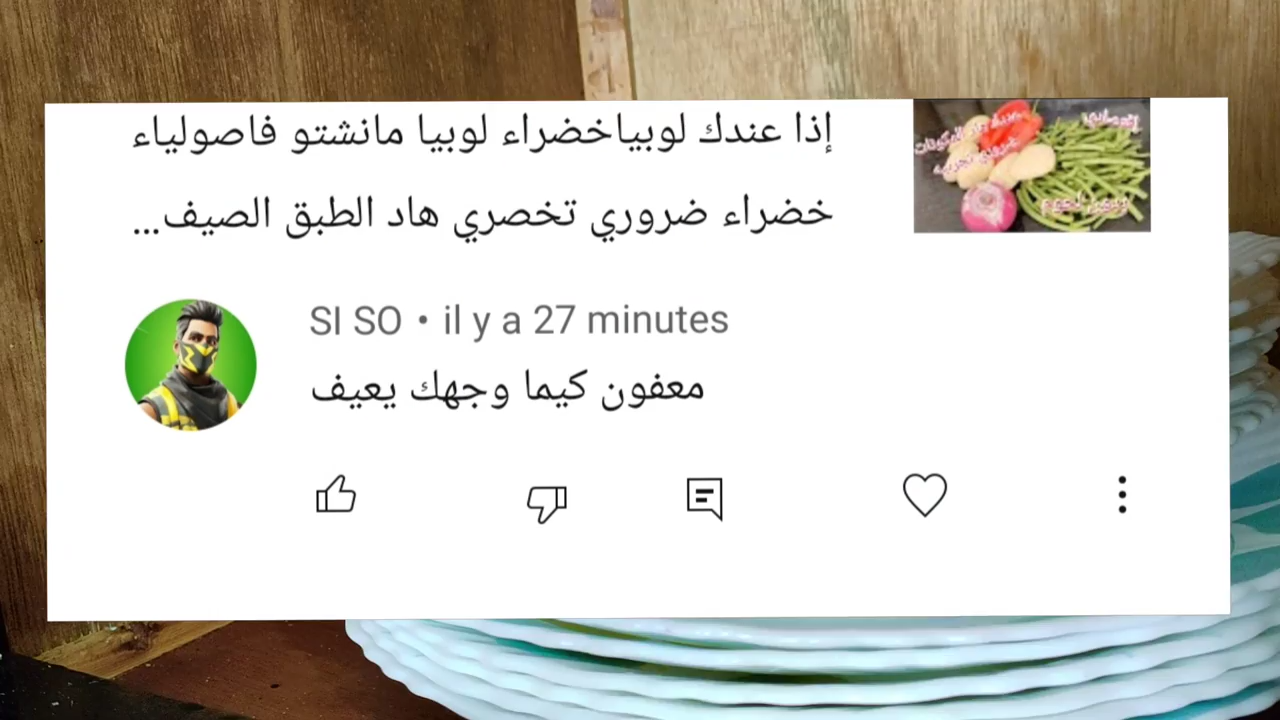 إذا عندك لوبياخضراء لوبيا مانشتو فاصولياء
خضراء ضروري تخصري هاد الطبق الصيف...
SI SO • il y a 27 minutes
معفون كيما وجهك يعيف